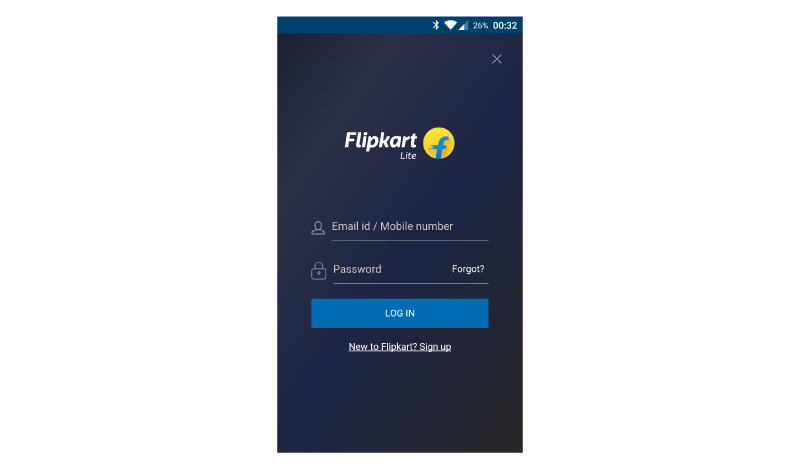 26% 00:32
Flipkart
Lite
Email id / Mobile number
Password Forgot?
LOG IN
New to Flipkart? Sign up